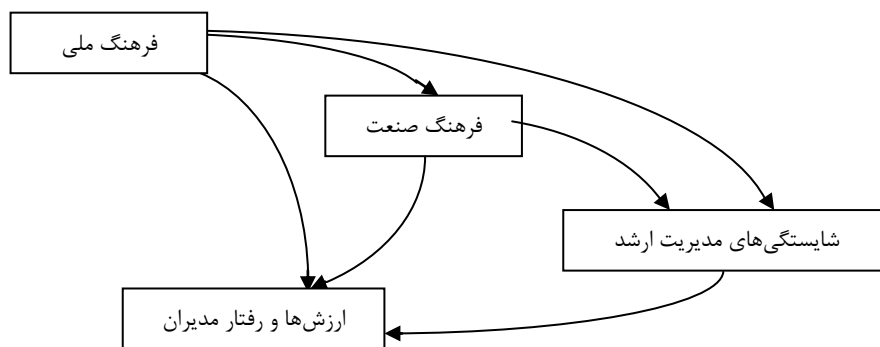 فرهنگ ملی
فرهنگ صنعت
شایستگی‌های مدیریت ارشد
ارزش‌ها و رفتار مدیران